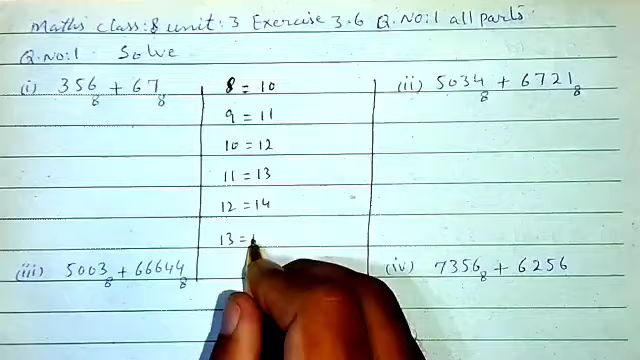 Maths class:8 unit:3 Exercise 3.6 Q.No:1 all parts.
Q.No:1. Solve
(i) 356₈ + 67₈
8 = 10
9 = 11
10 = 12
11 = 13
12 = 14
13 = 1
(ii) 5034₈ + 6721₈
(iii) 5003₈ + 66644₈
(iv) 7356₈ + 6256